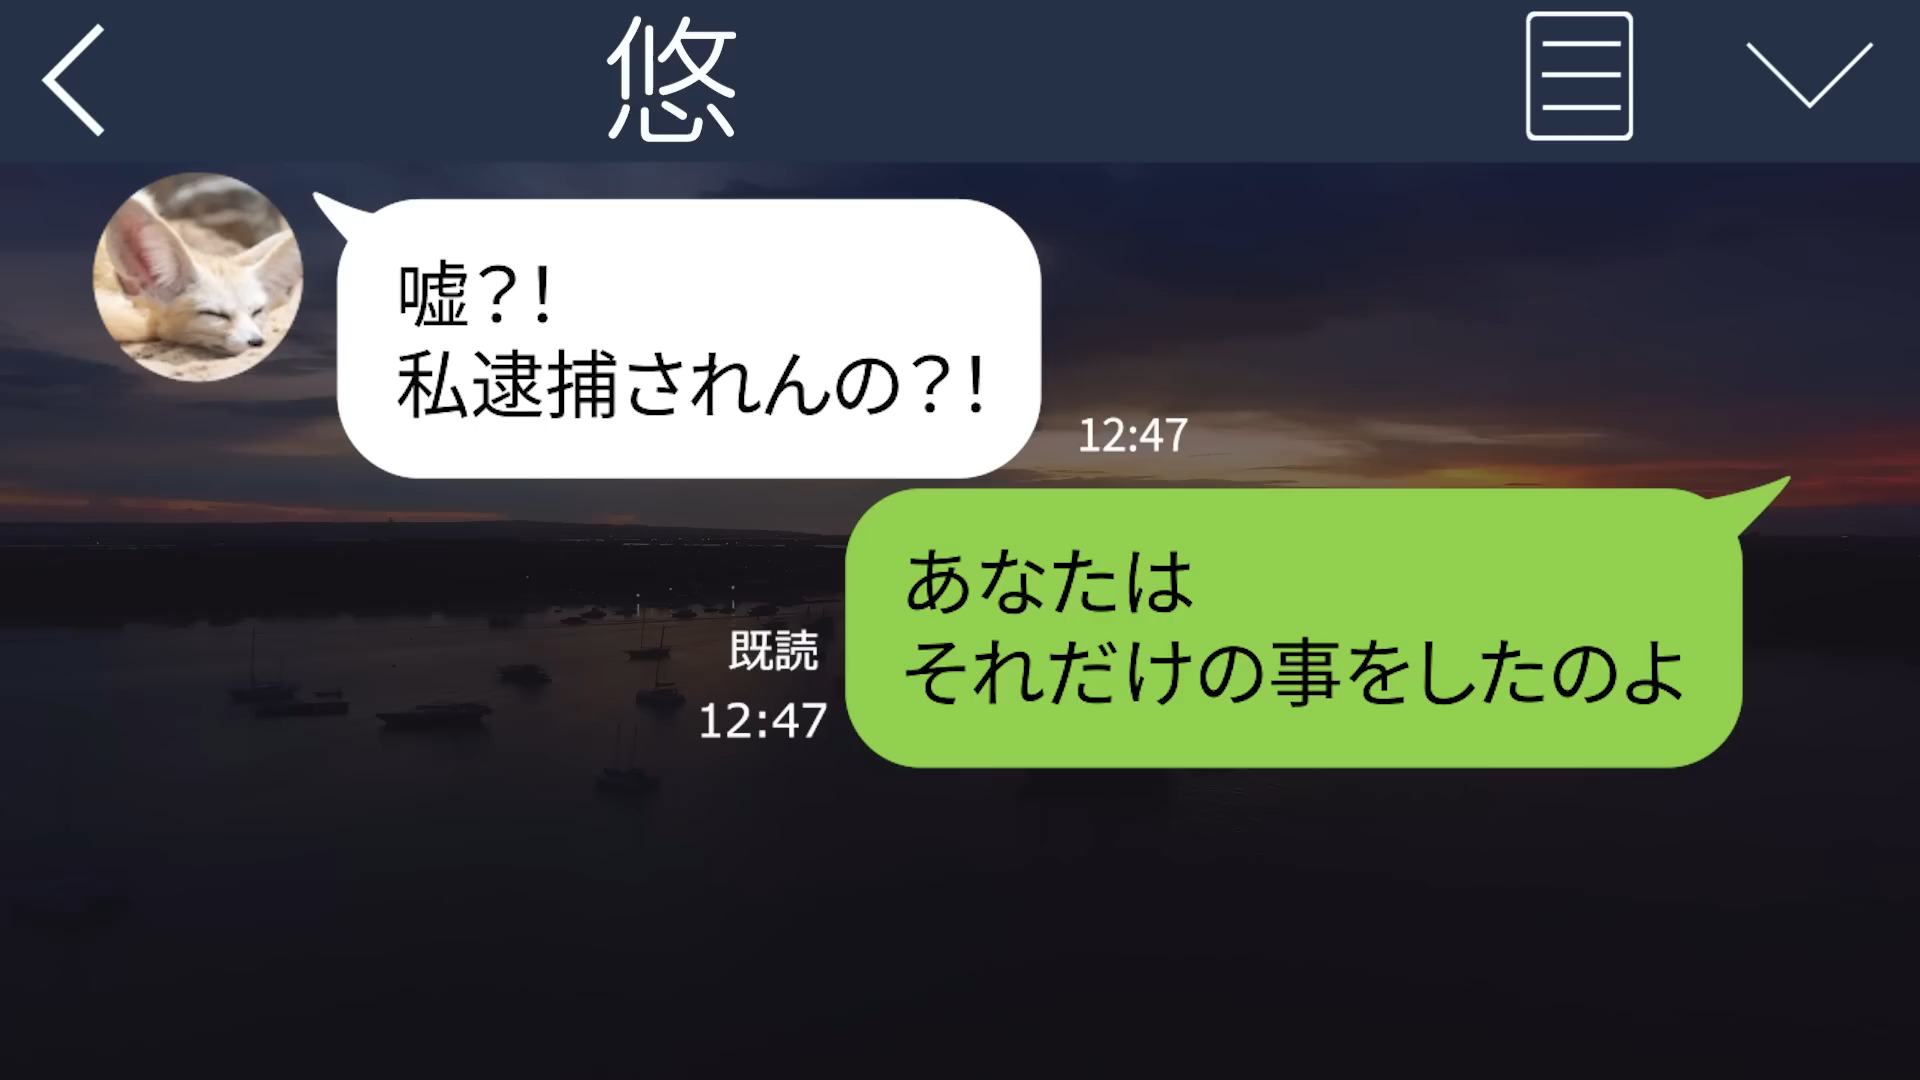 悠
嘘？！
私逮捕されんの？！
12:47
あなたは
それだけの事をしたのよ
既読
12:47